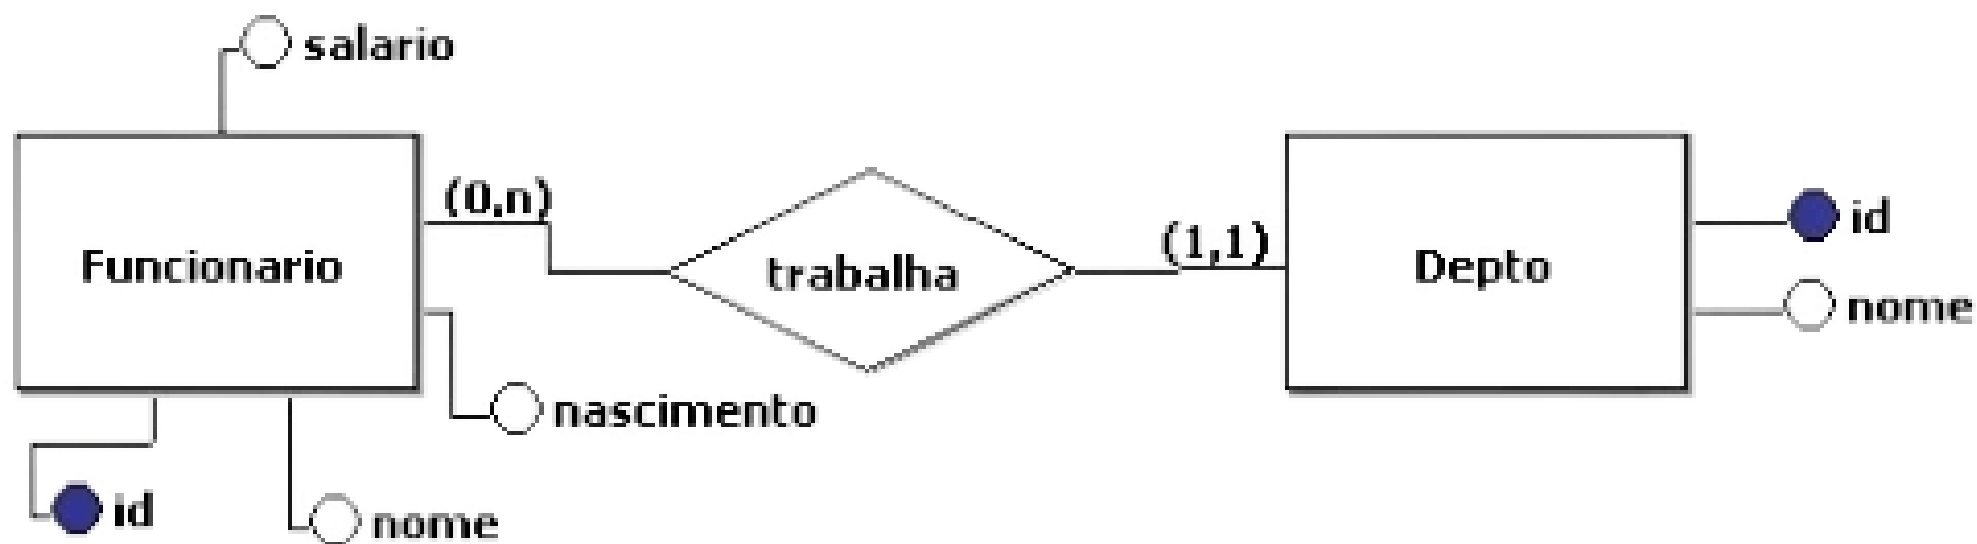 salario
(0,n)
(1,1)
id
Funcionario
trabalha
Depto
nome
nascimento
id
nome